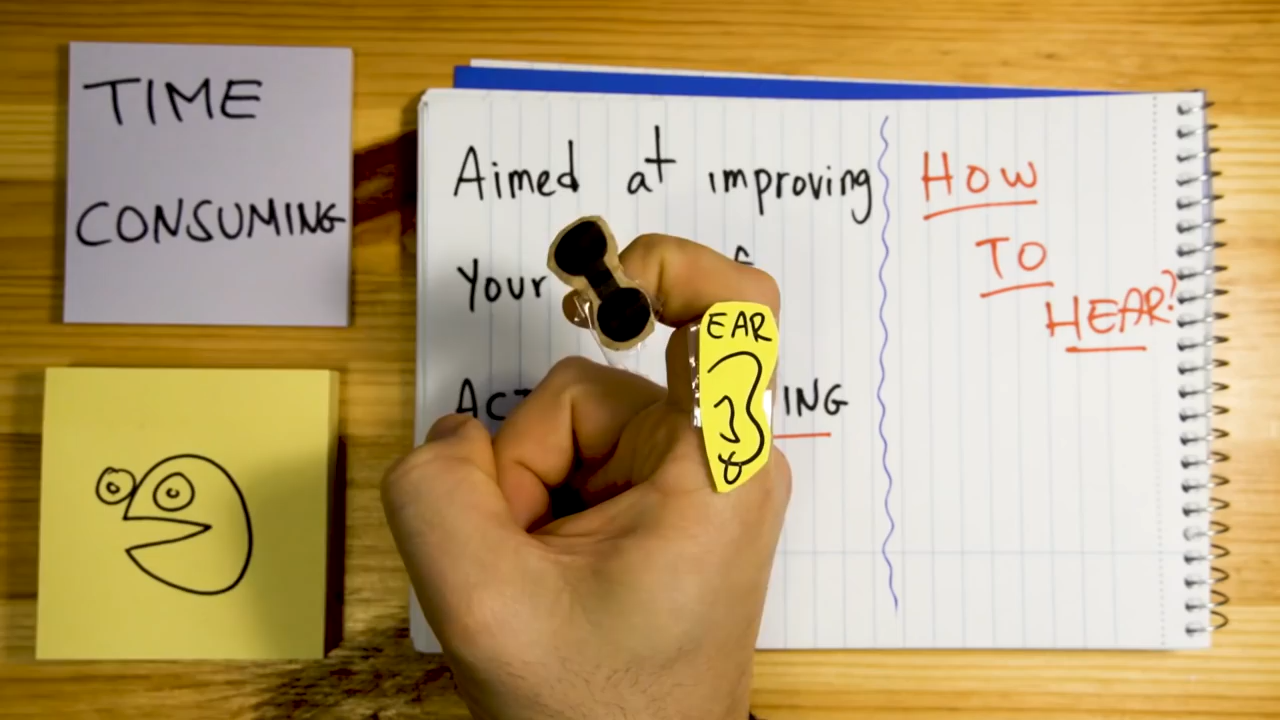 TIME
CONSUMING
Aimed at improving
Your
ING
HOW
TO
HEAR?
EAR